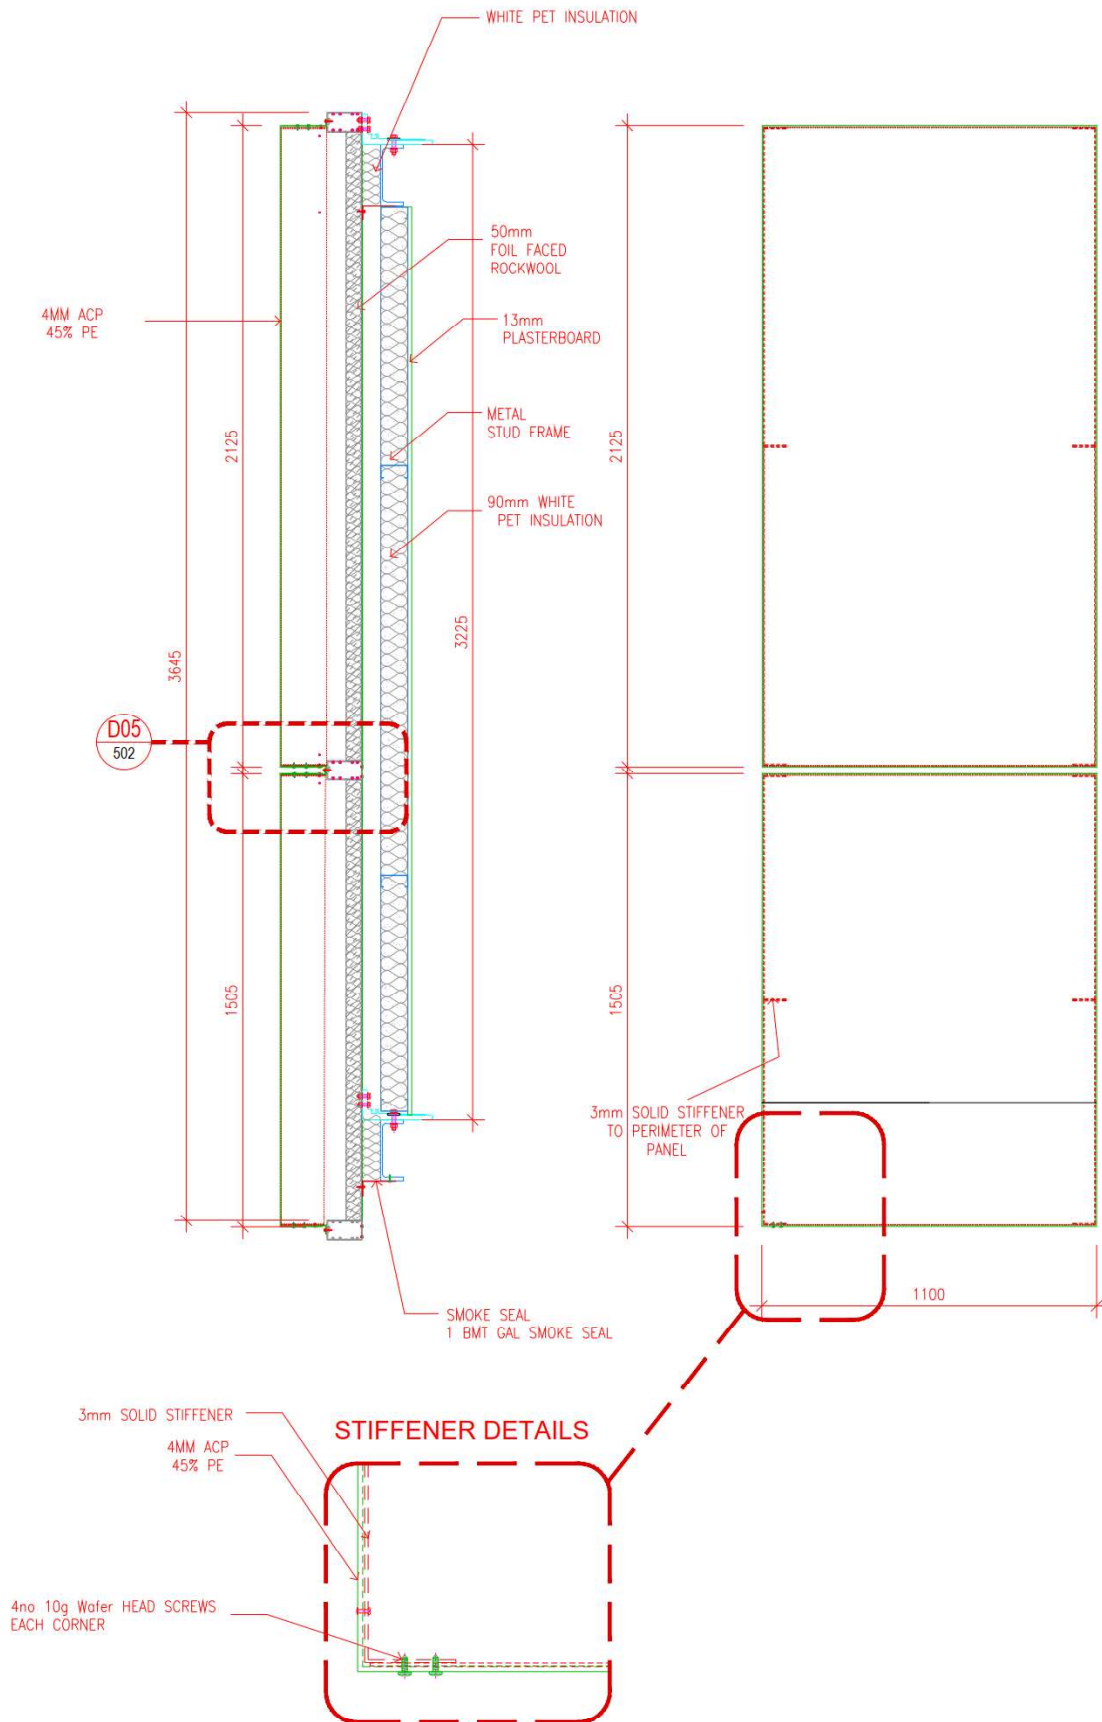 WHITE PET INSULATION
50mm
FOIL FACED
ROCKWOOL
4MM ACP
45% PE
13mm
PLASTERBOARD
METAL
STUD FRAME
90mm WHITE
PET INSULATION
2125
2125
3645
3225
D05
502
1505
1505
3mm SOLID STIFFENER
TO PERIMETER OF
PANEL
1100
SMOKE SEAL
1 BMT GAL SMOKE SEAL
STIFFENER DETAILS
3mm SOLID STIFFENER
4MM ACP
45% PE
4no 10g Wafer HEAD SCREWS
EACH CORNER